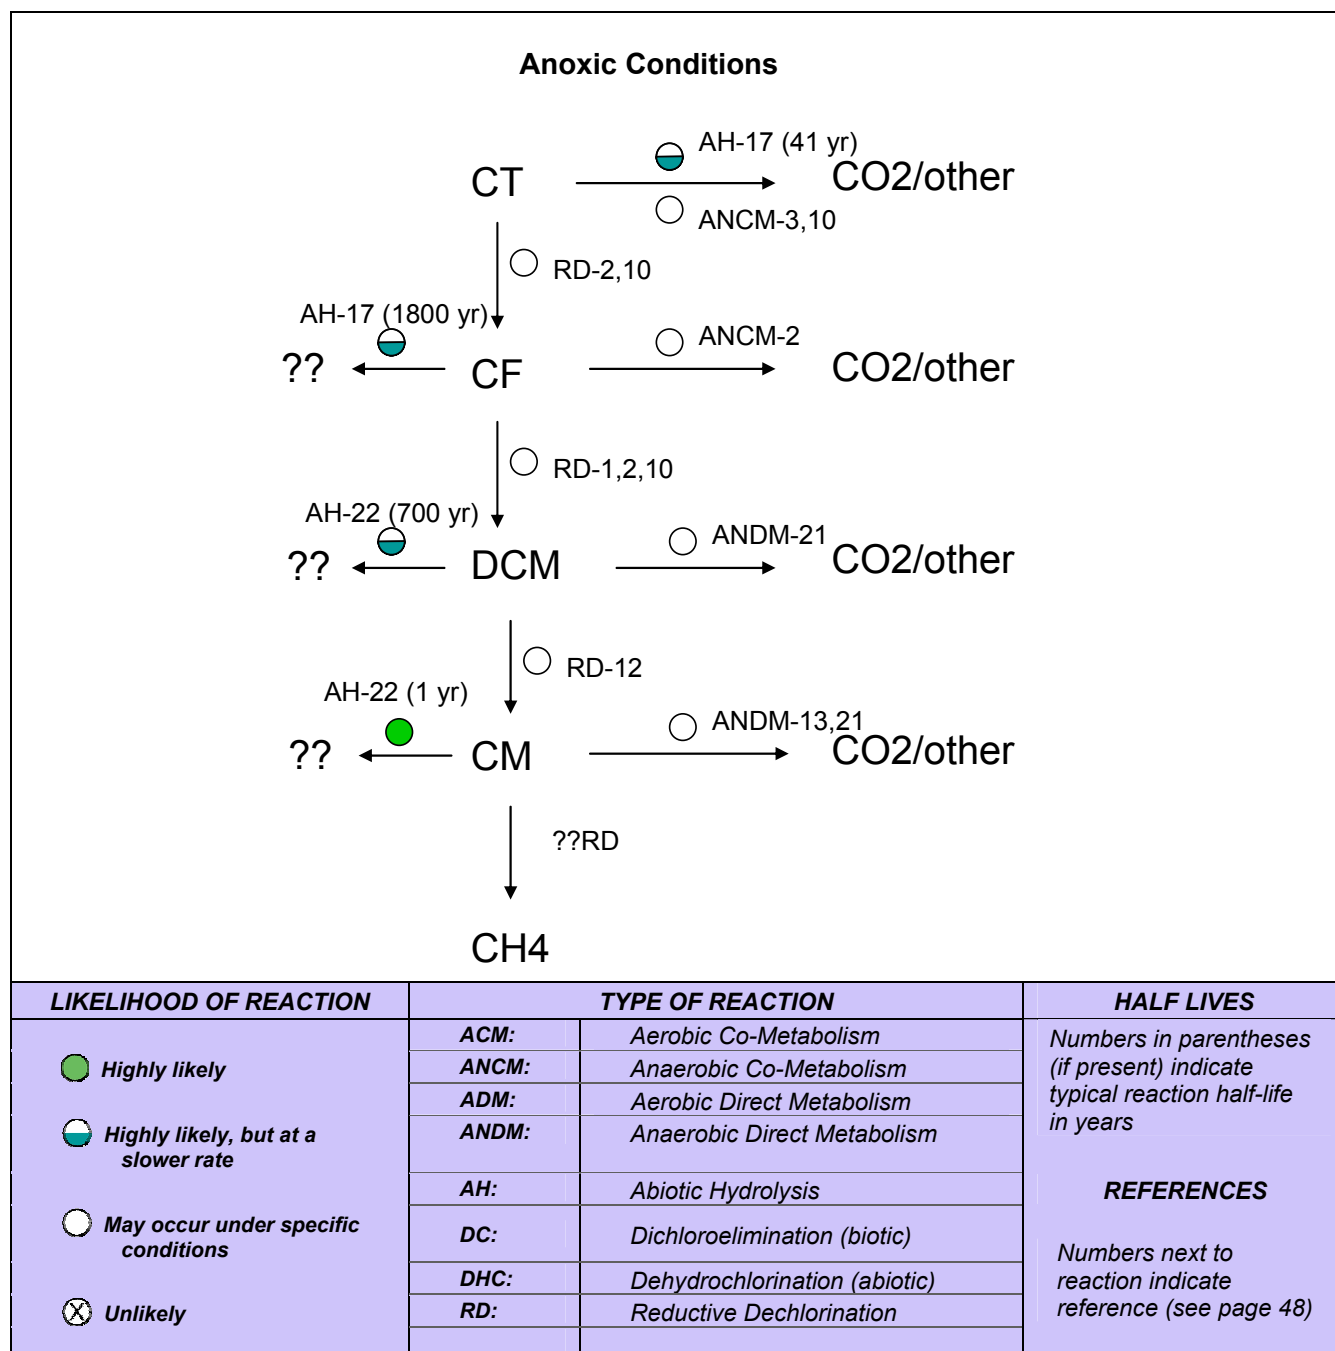 Anoxic Conditions
AH-17 (41 yr)
CT
CO2/other
ANCM-3,10
RD-2,10
AH-17 (1800 yr)
ANCM-2
??
CF
CO2/other
RD-1,2,10
AH-22 (700 yr)
ANDM-21
??
DCM
CO2/other
RD-12
AH-22 (1 yr)
ANDM-13,21
??
CM
CO2/other
??RD
CH4
LIKELIHOOD OF REACTION
Highly likely
Highly likely, but at a
slower rate
May occur under specific
conditions
X
Unlikely
TYPE OF REACTION
ACM: Aerobic Co-Metabolism
ANCM: Anaerobic Co-Metabolism
ADM: Aerobic Direct Metabolism
ANDM: Anaerobic Direct Metabolism
AH: Abiotic Hydrolysis
DC: Dichloroelimination (biotic)
DHC: Dehydrochlorination (abiotic)
RD: Reductive Dechlorination
HALF LIVES
Numbers in parentheses
(if present) indicate
typical reaction half-life
in years
REFERENCES
Numbers next to
reaction indicate
reference (see page 48)